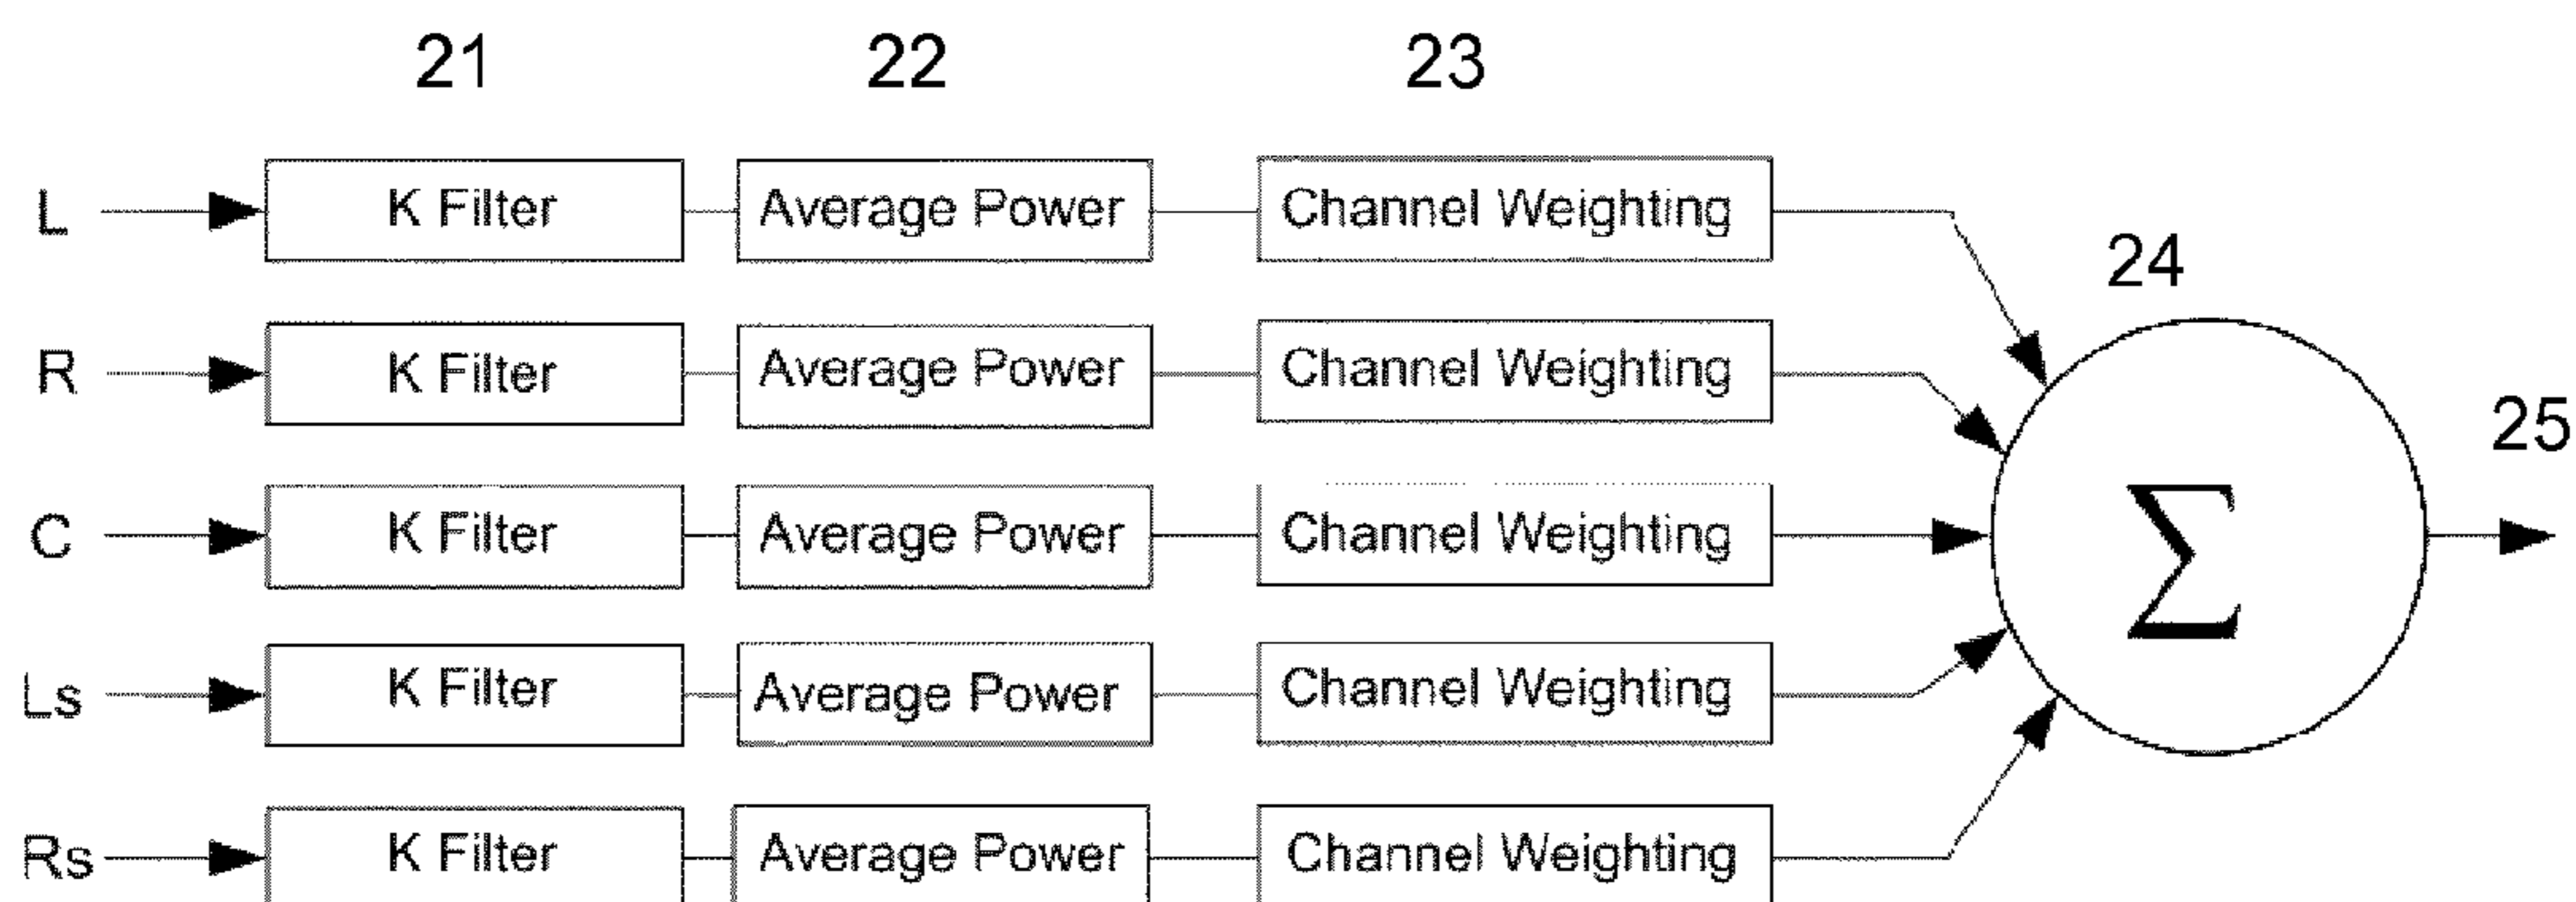 21 22 23
L K Filter Average Power Channel Weighting
24
R K Filter Average Power Channel Weighting
25
C K Filter Average Power Channel Weighting
Σ
Ls K Filter Average Power Channel Weighting
Rs K Filter Average Power Channel Weighting